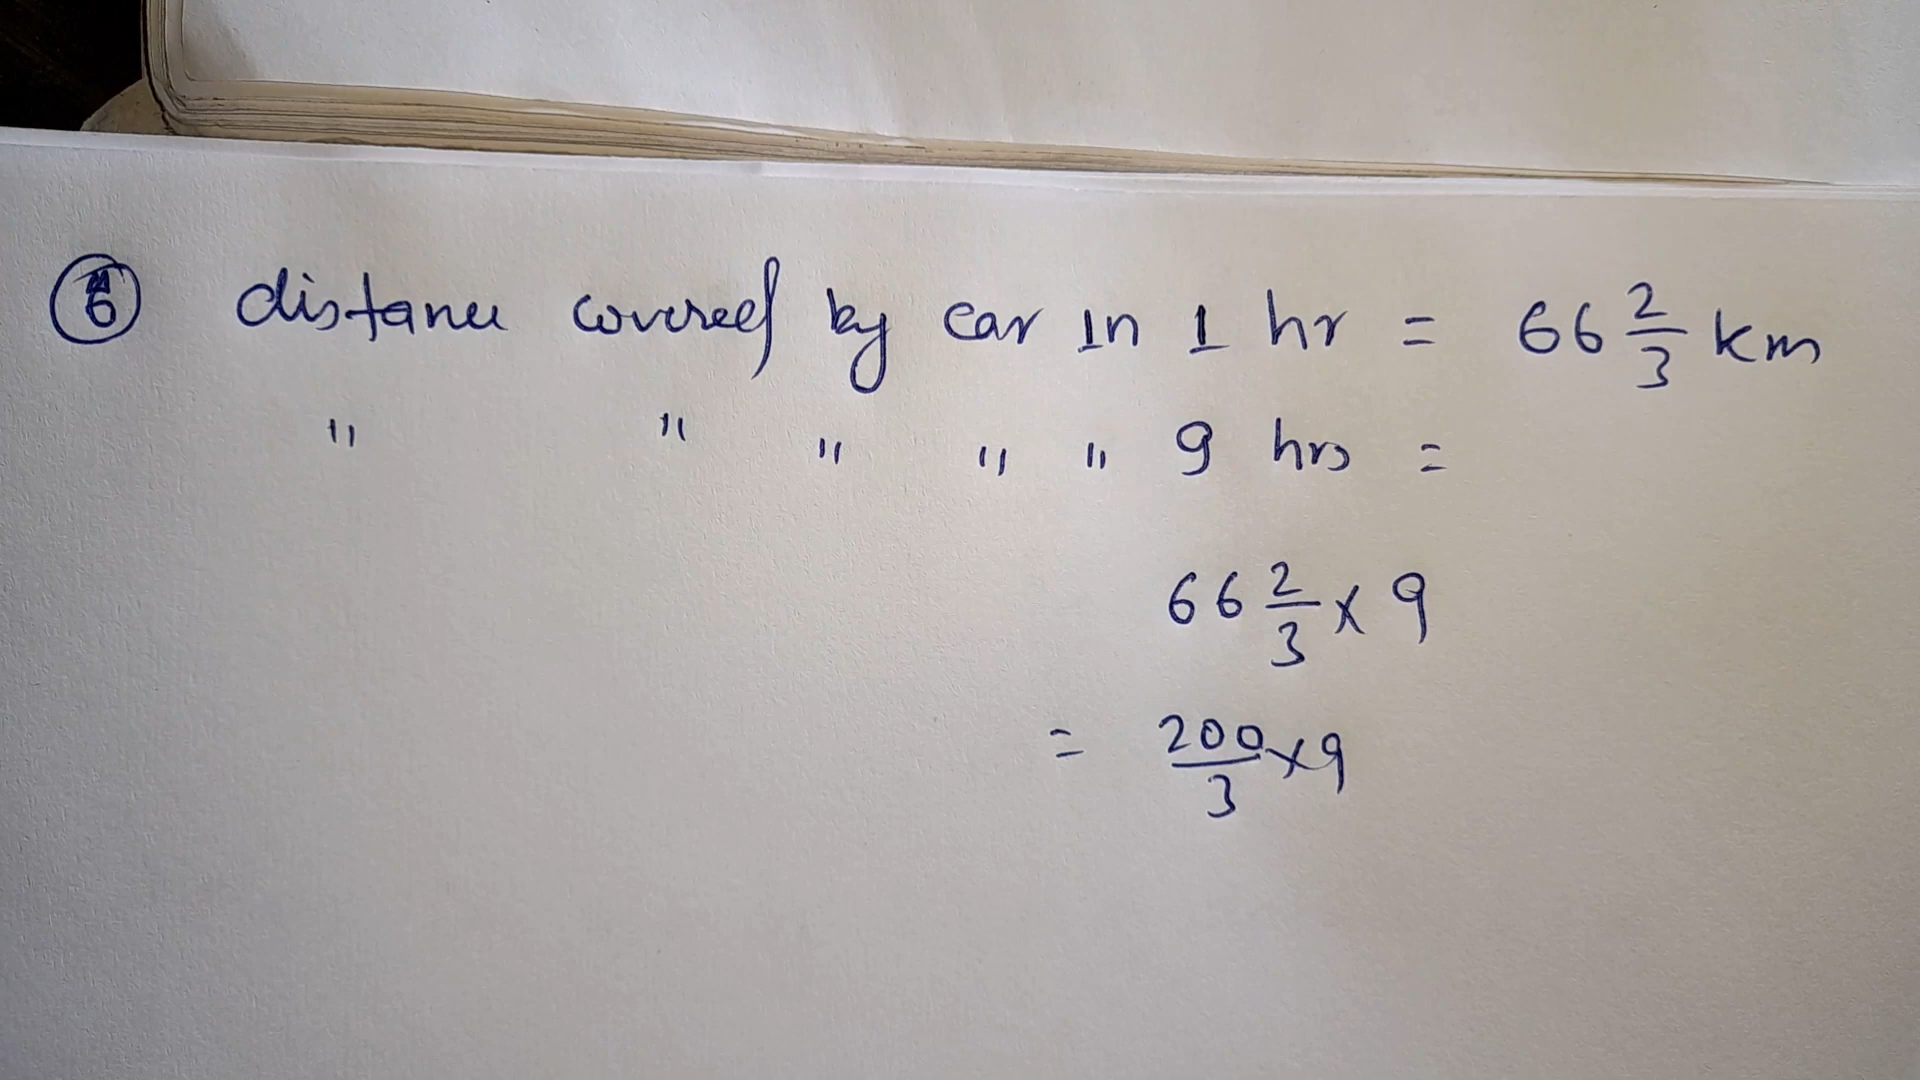 6 distance covered by car in 1 hr = 66 2/3 km
" " " " " 9 hrs =
66 2/3 x 9
= 200/3 x 9